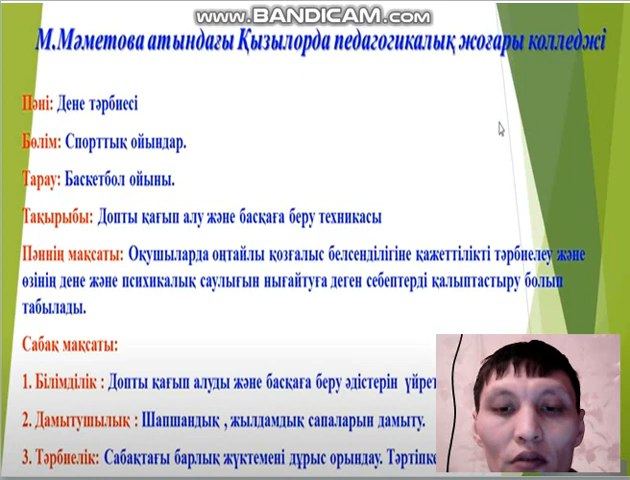 www.BANDICAM.com
М.Мәметова атындағы Қызылорда педагогикалық жоғары колледжі
Пәні: Дене тәрбиесі
Бөлім: Спорттық ойындар.
Тарау: Баскетбол ойыны.
Тақырыбы: Допты қағып алу және басқаға беру техникасы
Пәннің мақсаты: Оқушыларда оңтайлы қозғалыс белсенділігіне қажеттілікті тәрбиелеу және
өзінің дене және психикалық саулығын нығайтуға деген себептерді қалыптастыру болып
табылады.
Сабақ мақсаты:
1. Білімділік : Допты қағып алуды және басқаға беру әдістерін үйрет
2. Дамытушылық : Шапшандық , жылдамдық сапаларын дамыту.
3. Тәрбиелік: Сабақтағы барлық жүктемені дұрыс орындау. Тәртіпке